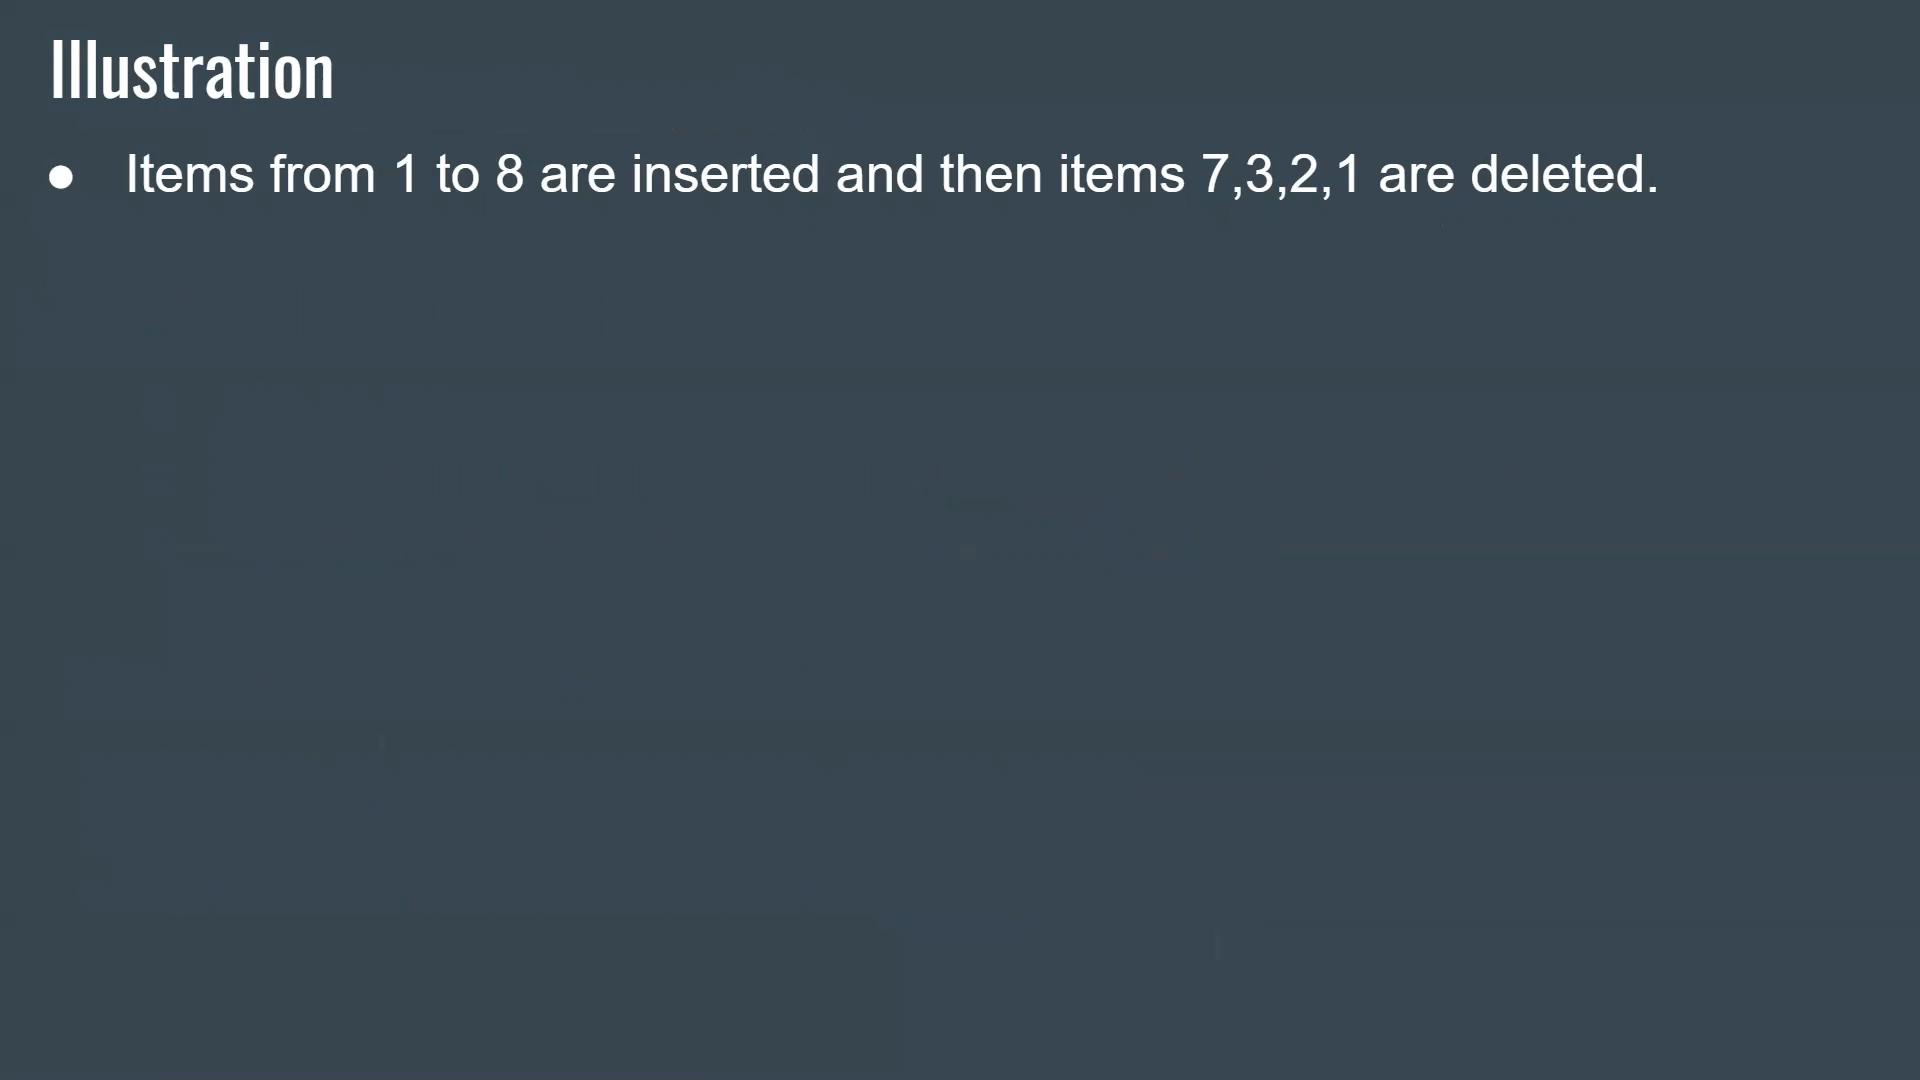 Illustration
● Items from 1 to 8 are inserted and then items 7,3,2,1 are deleted.